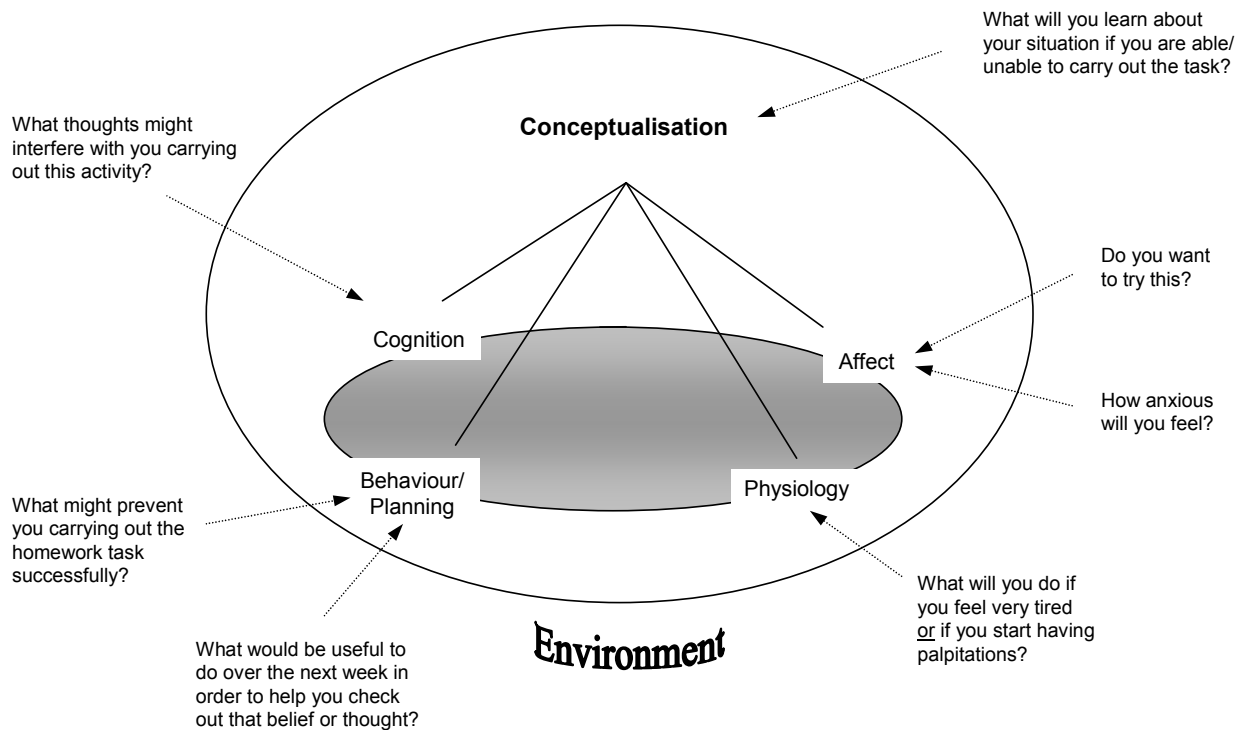 What will you learn about
your situation if you are able/
unable to carry out the task?
Conceptualisation
What thoughts might
interfere with you carrying
out this activity?
Do you want
to try this?
Cognition
Affect
How anxious
will you feel?
Behaviour/
Planning
Physiology
What might prevent
you carrying out the
homework task
successfully?
What will you do if
you feel very tired
or if you start having
palpitations?
Environment
What would be useful to
do over the next week in
order to help you check
out that belief or thought?